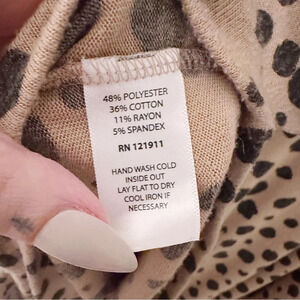 48% POLYESTER
36% COTTON
11% RAYON
5% SPANDEX
RN 121911
HAND WASH COLD
INSIDE OUT
LAY FLAT TO DRY
COOL IRON IF
NECESSARY